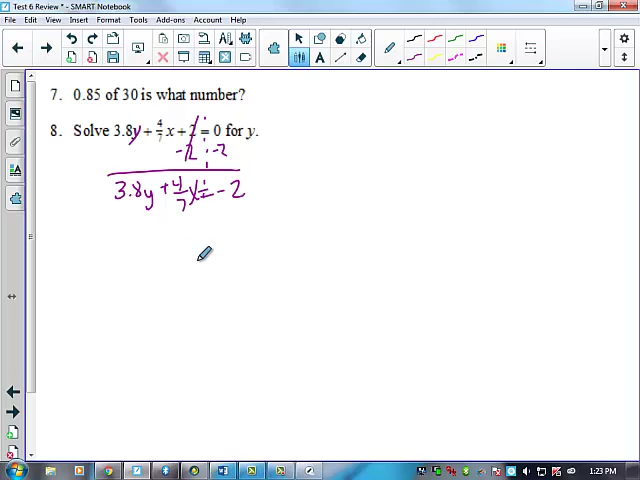 Test 6 Review * - SMART Notebook
File Edit View Insert Format Tools Add-ons Account Help
7. 0.85 of 30 is what number?
8. Solve 3.8y + 4/7 x + 2 = 0 for y.
-2 -2
3.8y + 4/7 x = -2
1:23 PM